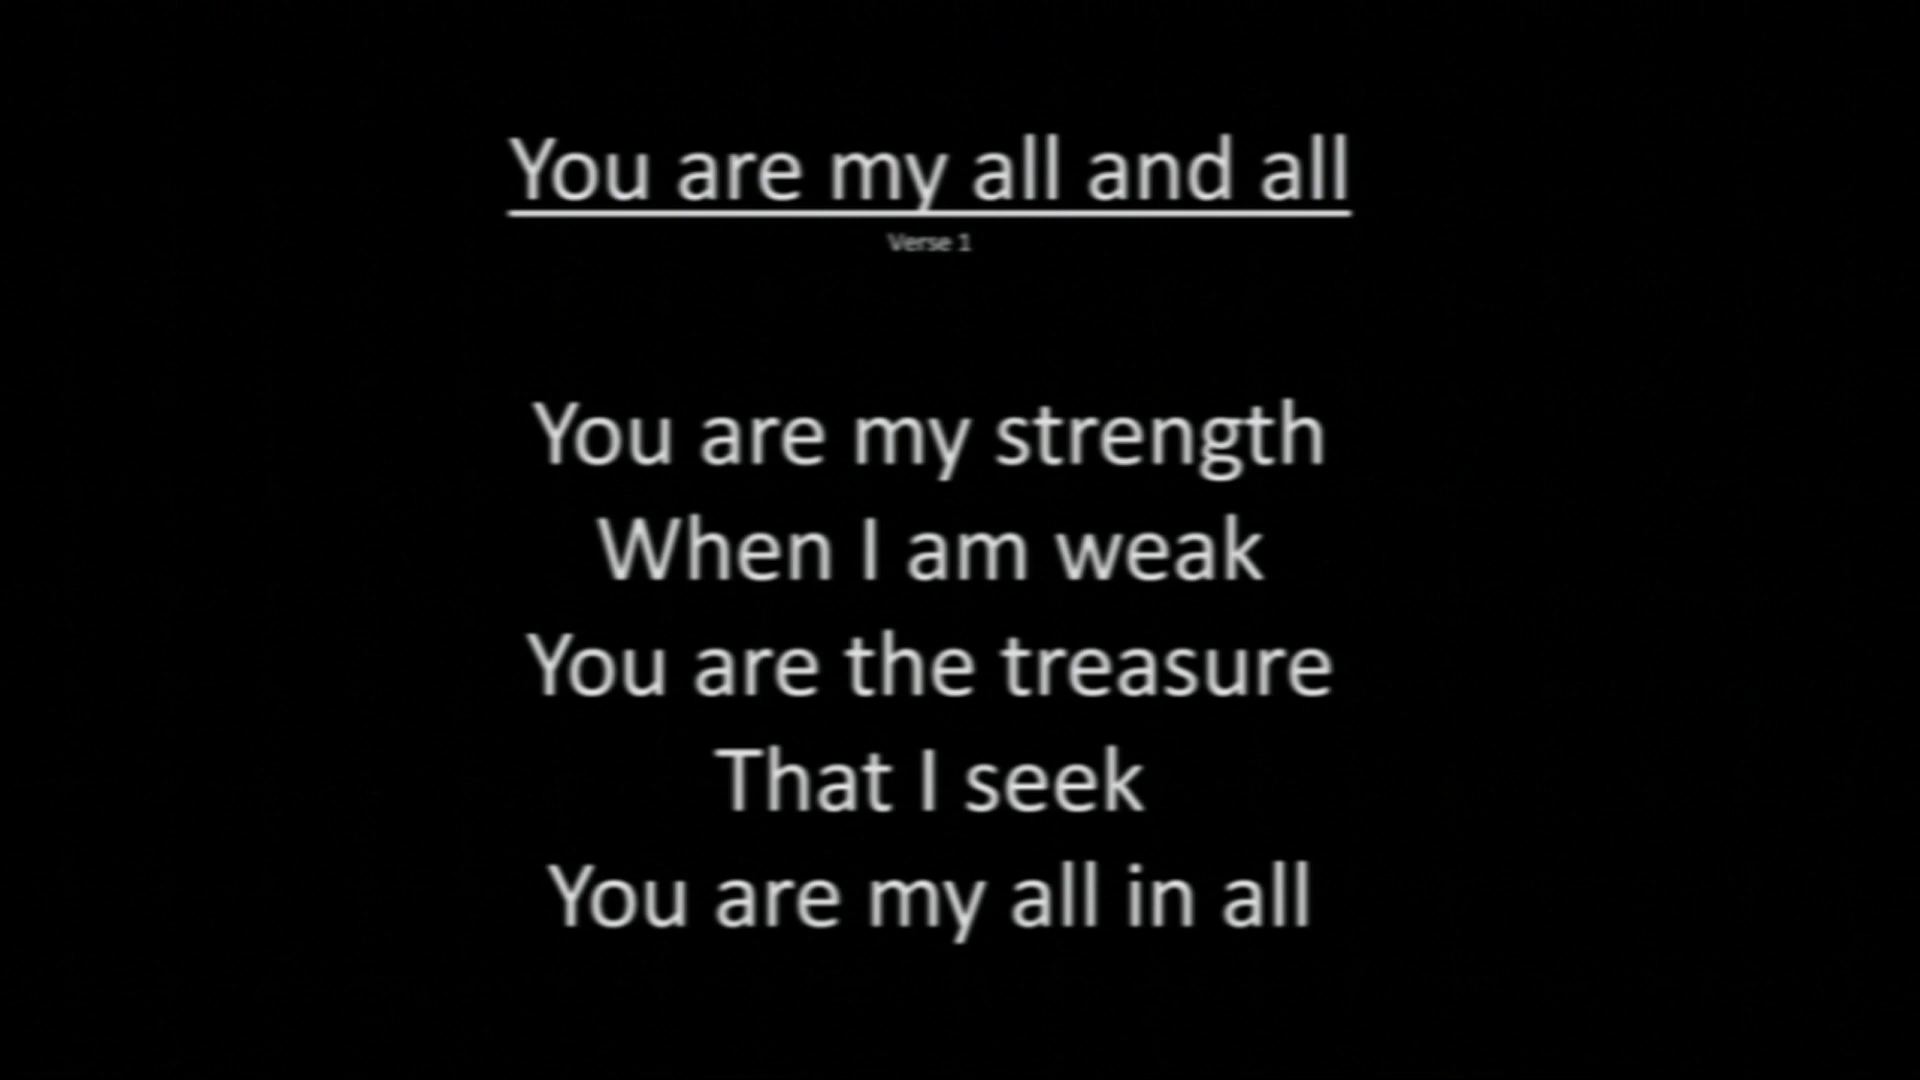 You are my all and all
Verse 1
You are my strength
When I am weak
You are the treasure
That I seek
You are my all in all